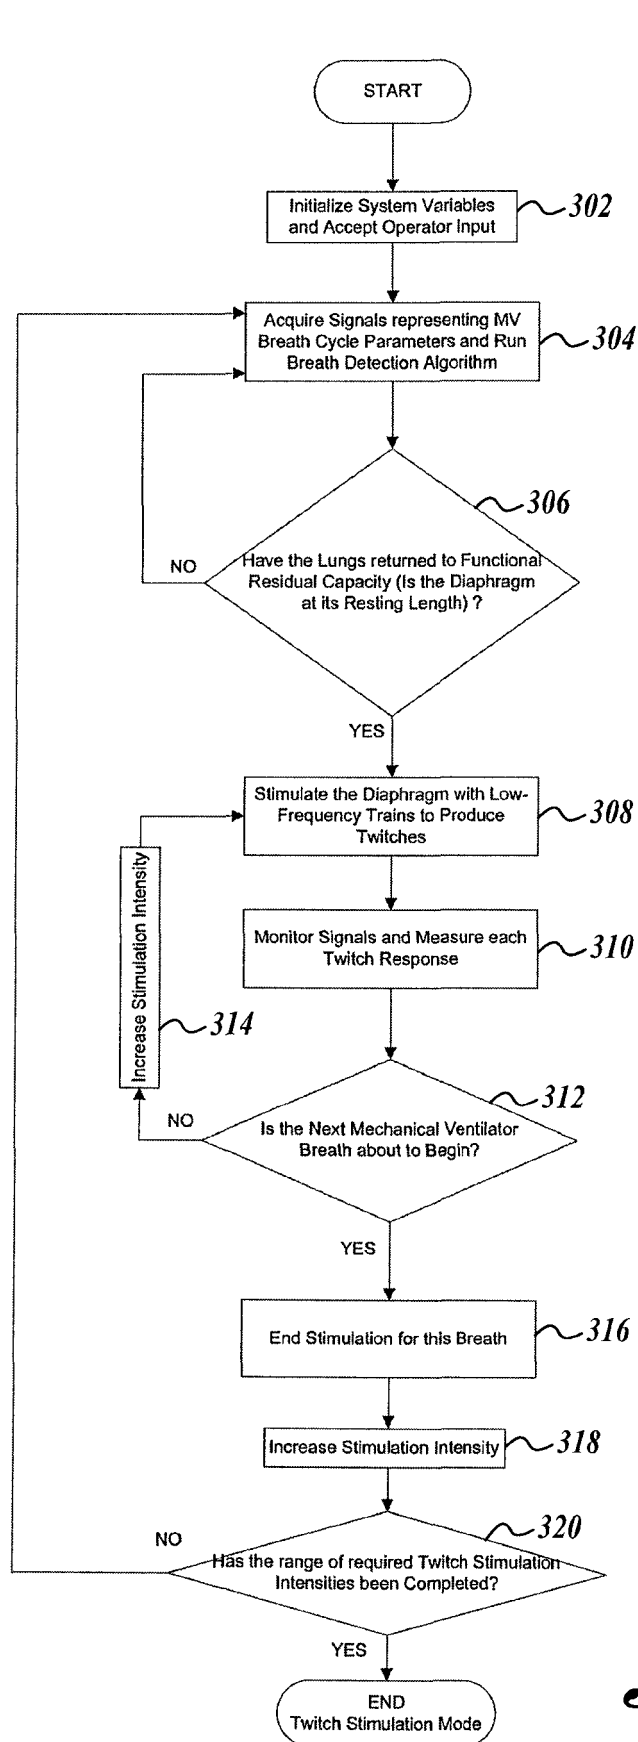 START
Initialize System Variables
and Accept Operator Input
302
Acquire Signals representing MV
Breath Cycle Parameters and Run
Breath Detection Algorithm
304
306
NO
Have the Lungs returned to Functional
Residual Capacity (Is the Diaphragm
at its Resting Length) ?
YES
Stimulate the Diaphragm with Low-
Frequency Trains to Produce
Twitches
308
Monitor Signals and Measure each
Twitch Response
310
Increase Stimulation Intensity
314
312
NO
Is the Next Mechanical Ventilator
Breath about to Begin?
YES
End Stimulation for this Breath
316
Increase Stimulation Intensity
318
320
NO
Has the range of required Twitch Stimulation
Intensities been Completed?
YES
END
Twitch Stimulation Mode